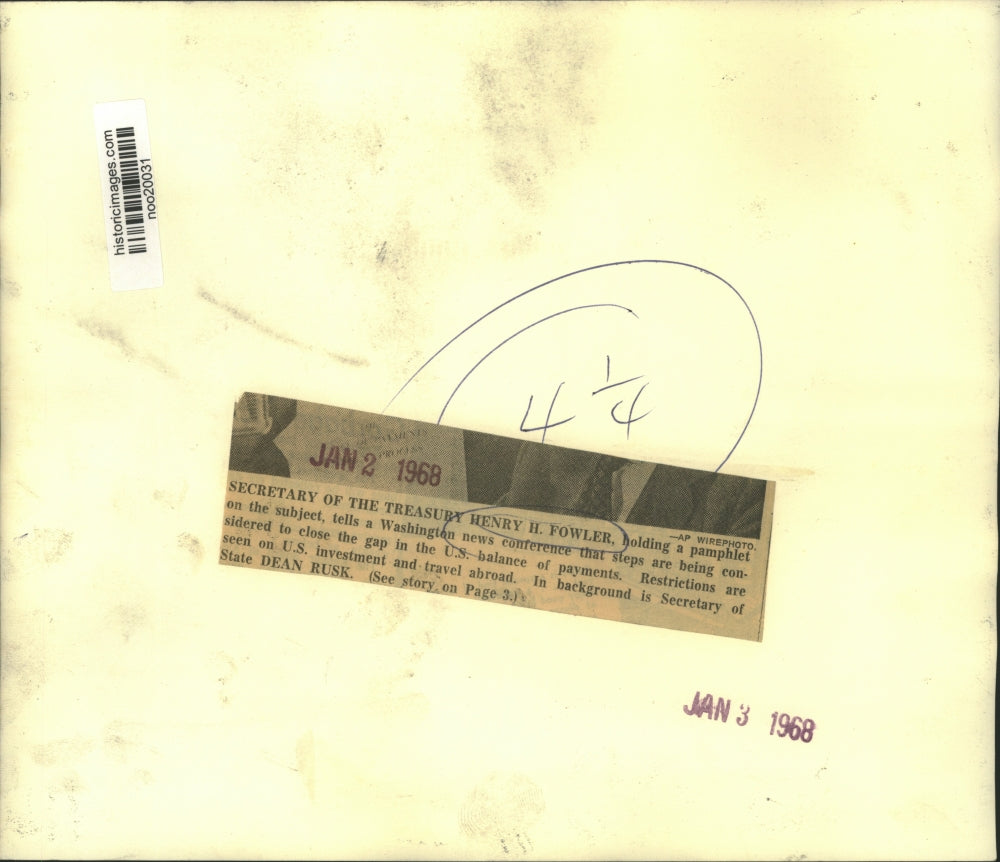 historicimages.com
noo20031
4 1/4
JAN 2 1968
—AP WIREPHOTO.
SECRETARY OF THE TREASURY HENRY H. FOWLER, holding a pamphlet
on the subject, tells a Washington news conference that steps are being con-
sidered to close the gap in the U.S. balance of payments. Restrictions are
seen on U.S. investment and travel abroad. In background is Secretary of
State DEAN RUSK. (See story on Page 3.)
JAN 3 1968